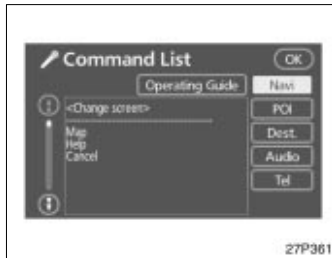 Command List OK
Operating Guide Navi
<Change screen> POI
Map Dest.
Help
Cancel Audio
Tel
27P361